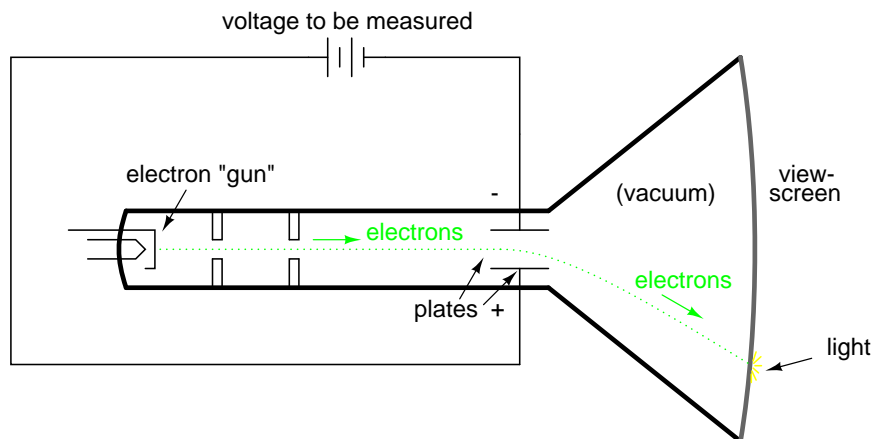 voltage to be measured
electron "gun"
-
(vacuum)
view-
screen
electrons
electrons
plates
+
light